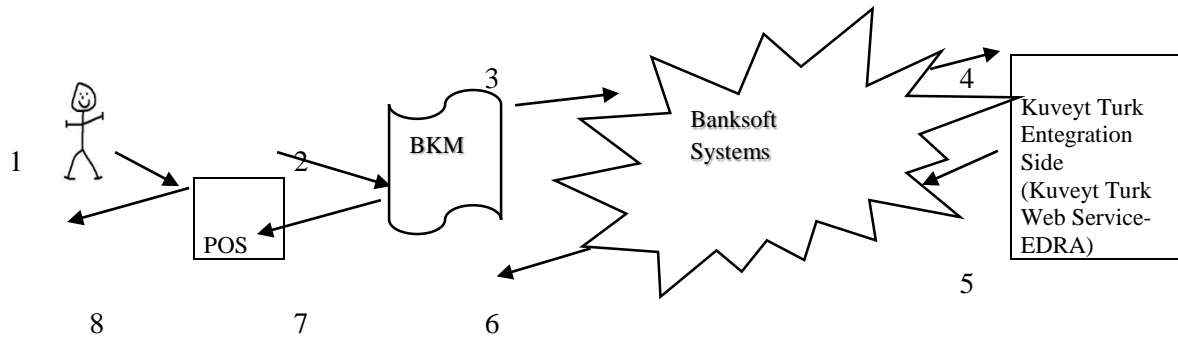 3
4
BKM
Banksoft
Systems
Kuveyt Turk
Entegration
Side
(Kuveyt Turk
Web Service-
EDRA)
1
2
POS
5
8
7
6